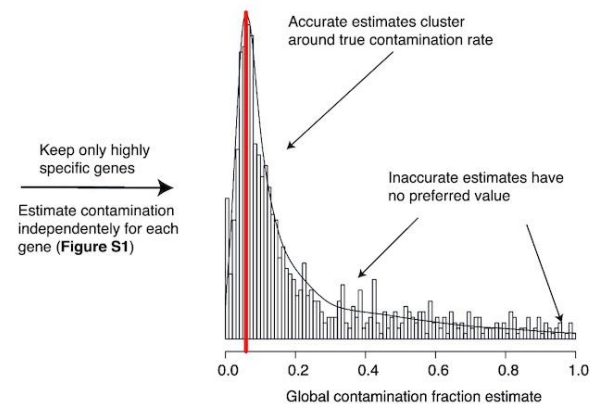 Accurate estimates cluster
around true contamination rate
Keep only highly
specific genes
Estimate contamination
independentely for each
gene (Figure S1)
Inaccurate estimates have
no preferred value
0.0 0.2 0.4 0.6 0.8 1.0
Global contamination fraction estimate